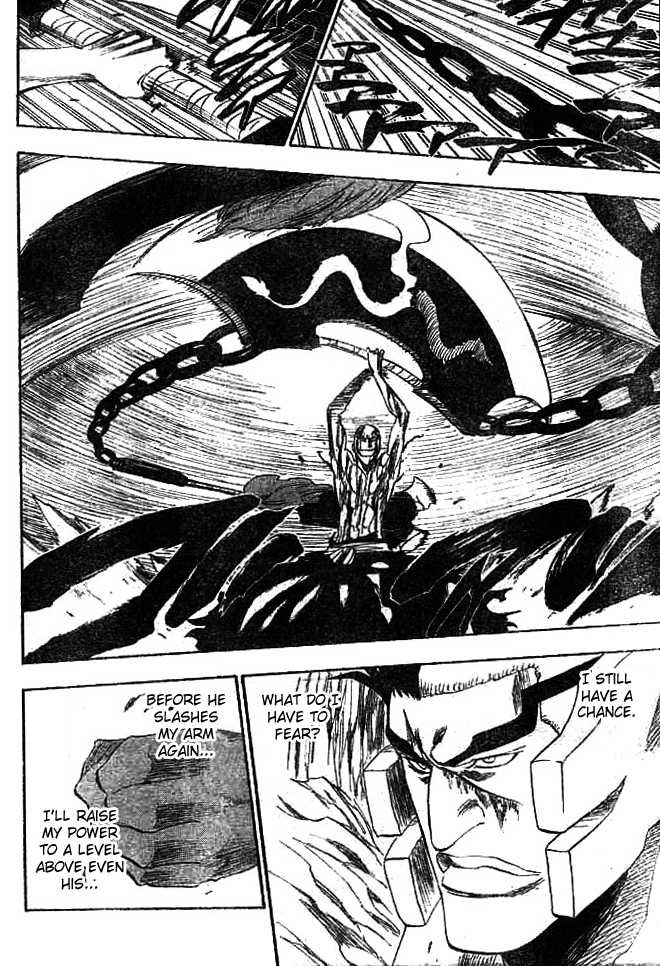 I STILL
HAVE A
CHANCE.
WHAT DO I
HAVE TO
FEAR?
BEFORE HE
SLASHES
MY ARM
AGAIN...
I'LL RAISE
MY POWER
TO A LEVEL
ABOVE EVEN
HIS...